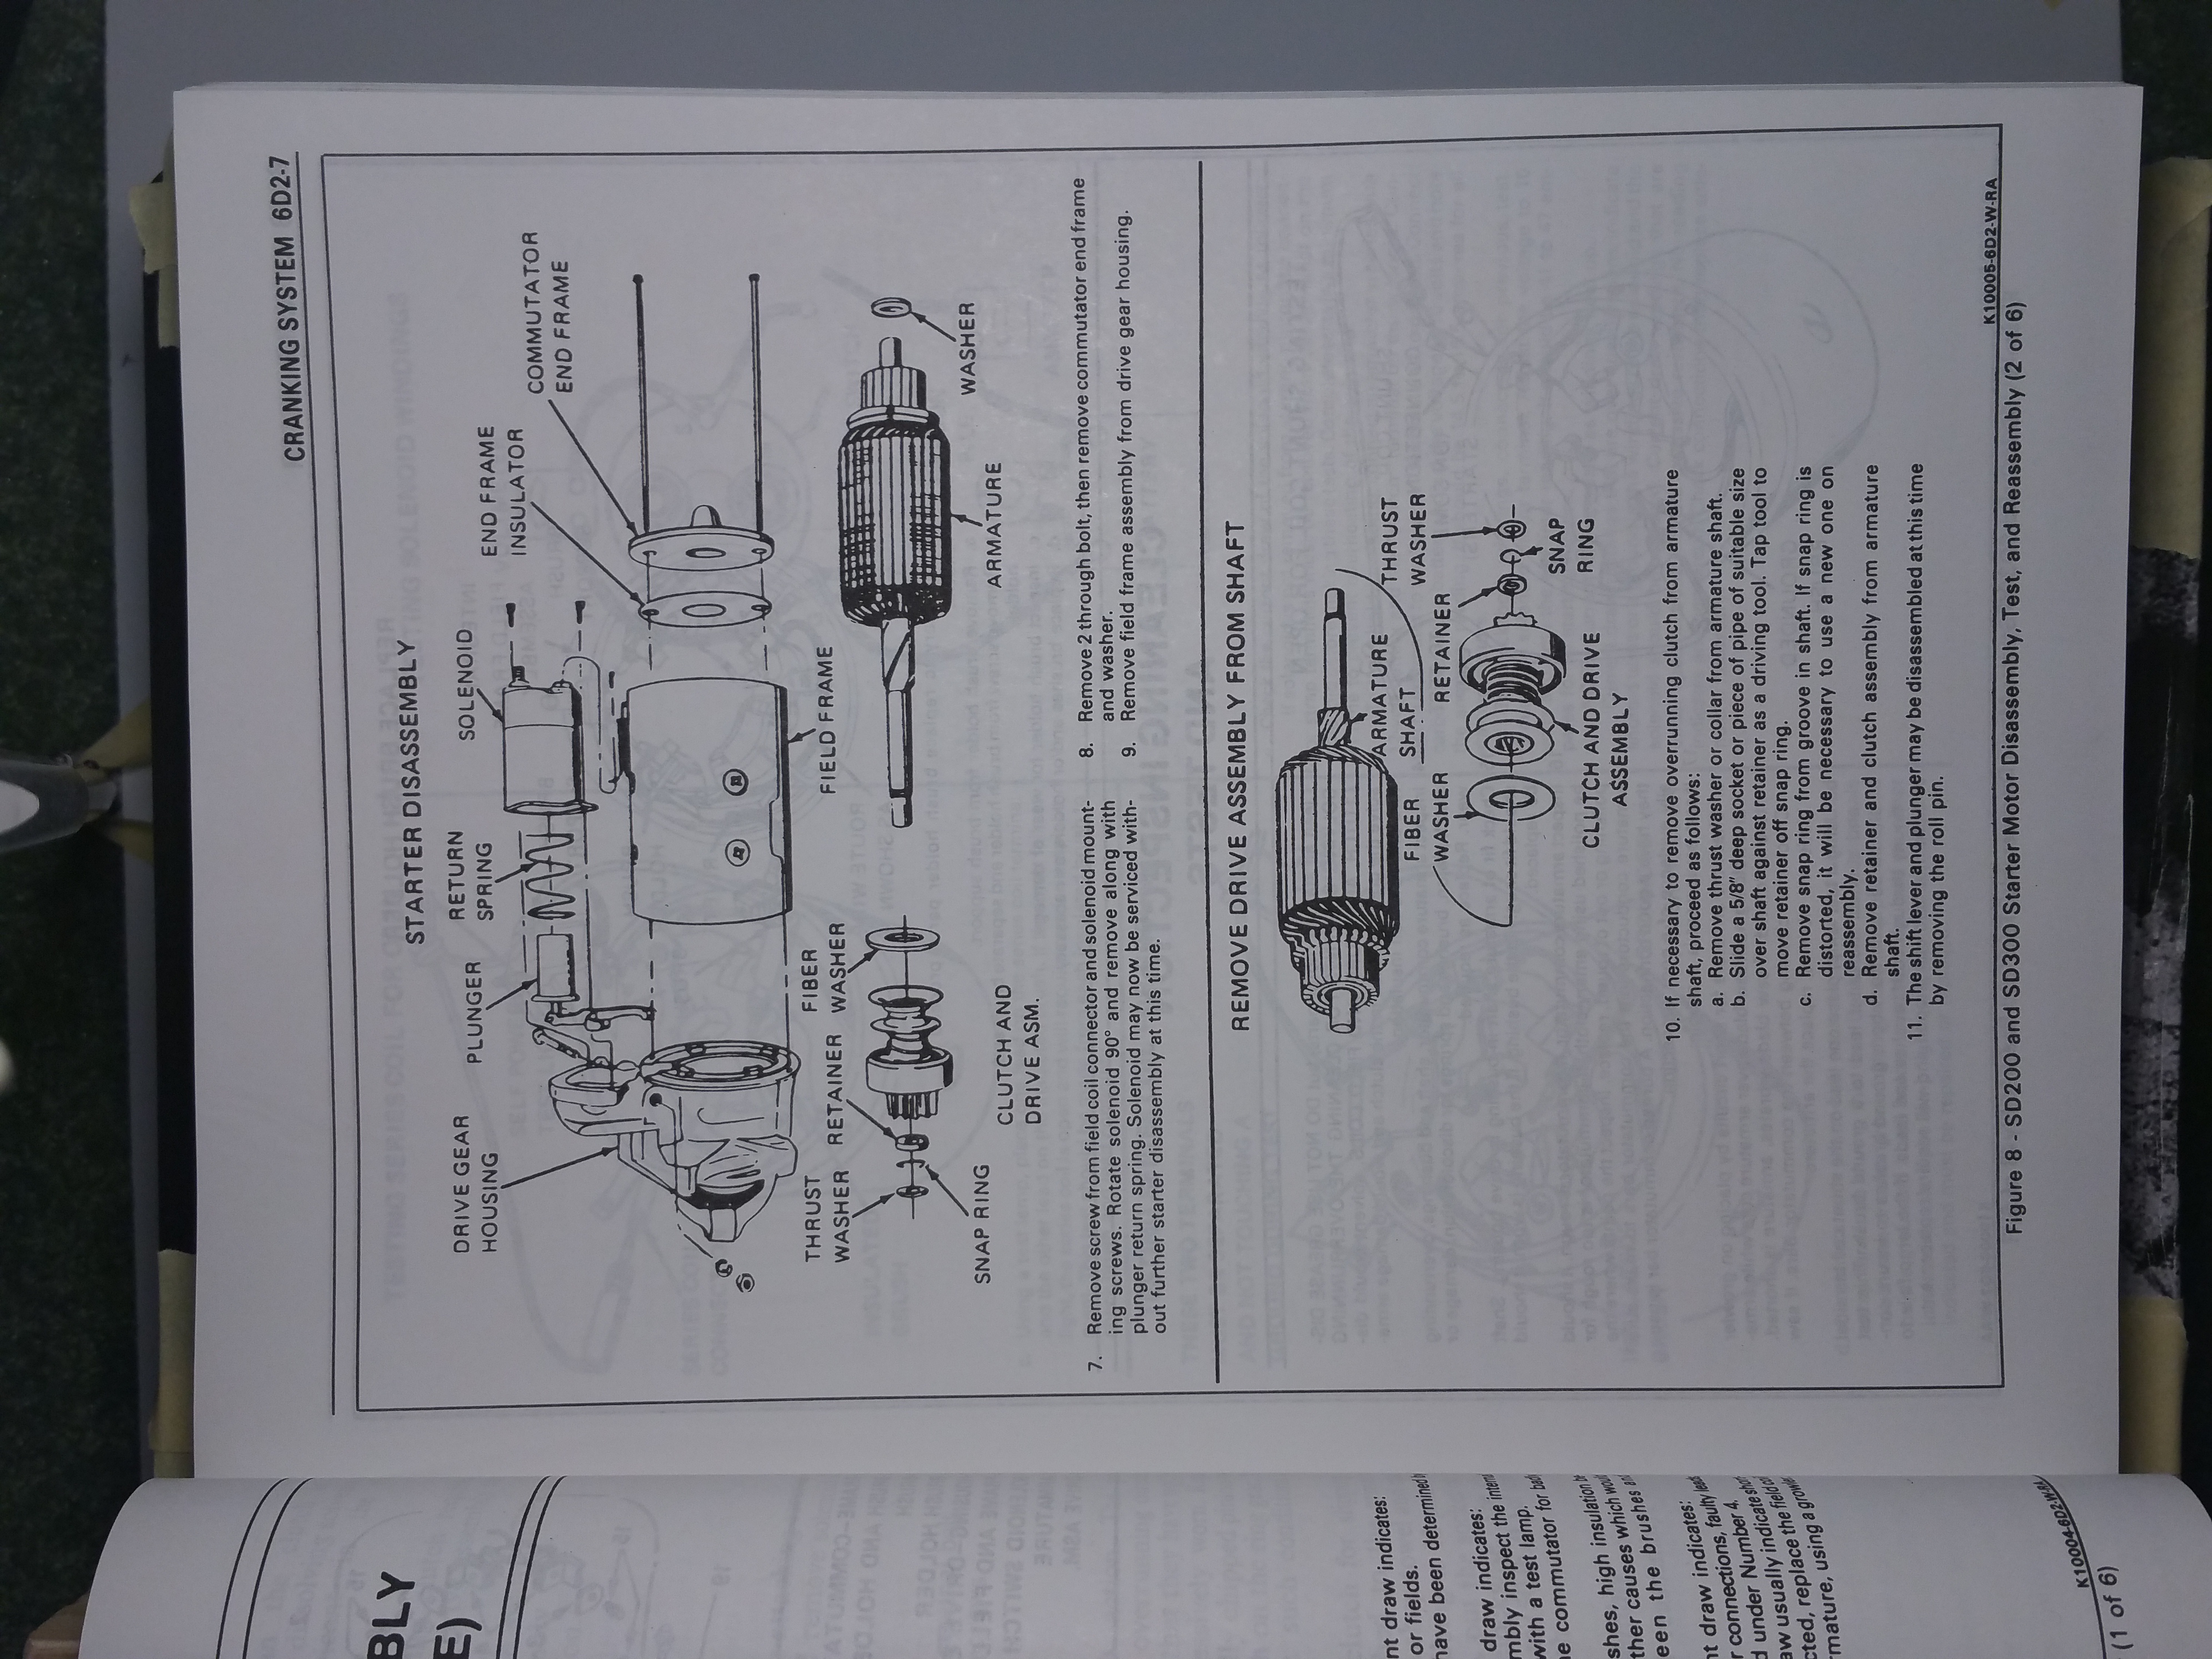 CRANKING SYSTEM 6D2-7
STARTER DISASSEMBLY
DRIVE GEAR
HOUSING
PLUNGER
RETURN
SPRING
SOLENOID
END FRAME
INSULATOR
COMMUTATOR
END FRAME
THRUST
WASHER
RETAINER
FIBER
WASHER
FIELD FRAME
SNAP RING
CLUTCH AND
DRIVE ASM.
ARMATURE
WASHER
7. Remove screw from field coil connector and solenoid mount-
ing screws. Rotate solenoid 90° and remove along with
plunger return spring. Solenoid may now be serviced with-
out further starter disassembly at this time.
8. Remove 2 through bolt, then remove commutator end frame
and washer.
9. Remove field frame assembly from drive gear housing.
REMOVE DRIVE ASSEMBLY FROM SHAFT
FIBER
WASHER
ARMATURE
SHAFT
RETAINER
THRUST
WASHER
SNAP
RING
CLUTCH AND DRIVE
ASSEMBLY
10. If necessary to remove overrunning clutch from armature
shaft, proceed as follows:
a. Remove thrust washer or collar from armature shaft.
b. Slide a 5/8" deep socket or piece of pipe of suitable size
over shaft against retainer as a driving tool. Tap tool to
move retainer off snap ring.
c. Remove snap ring from groove in shaft. If snap ring is
distorted, it will be necessary to use a new one on
reassembly.
d. Remove retainer and clutch assembly from armature
shaft.
11. The shift lever and plunger may be disassembled at this time
by removing the roll pin.
K10005-6D2-W-RA
Figure 8 - SD200 and SD300 Starter Motor Disassembly, Test, and Reassembly (2 of 6)
BLY
E)
nt draw indicates:
or fields.
have been determined
draw indicates:
mbly inspect the
with a test lamp.
e commutator for
shes, high insulation
ther causes which
een the brushes
nt draw indicates:
r connections, faulty
d under Number 4.
aw usually indicate
cted, replace the field
rmature, using a
K10004-6D2-W-RA
(1 of 6)